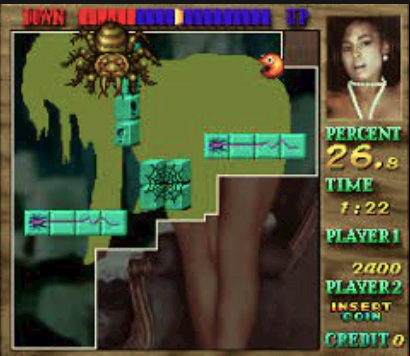 DOWN UP
PERCENT
26.8
TIME
1:22
PLAYER1
2400
PLAYER2
INSERT
COIN
CREDIT 0